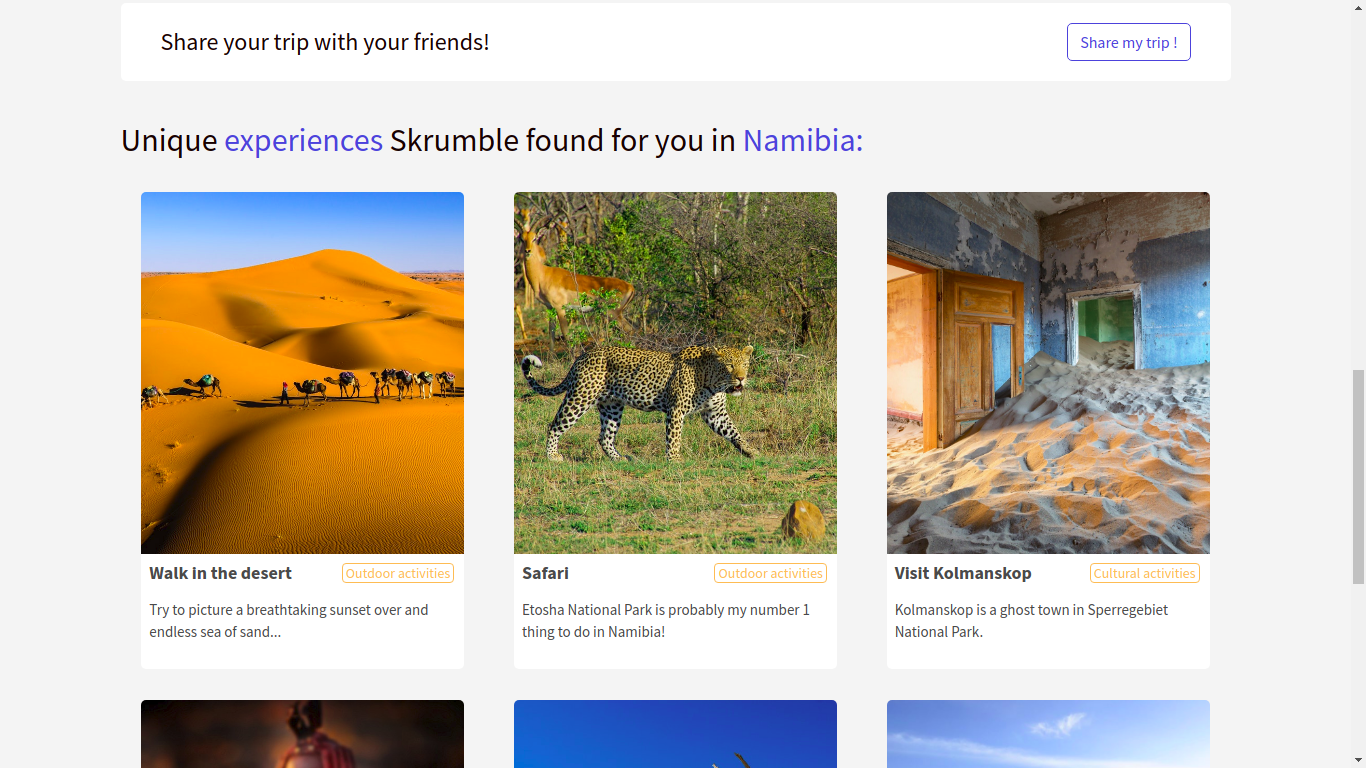 Share your trip with your friends!
Share my trip !
Unique experiences Skrumble found for you in Namibia:
Walk in the desert
Outdoor activities
Try to picture a breathtaking sunset over and
endless sea of sand...
Safari
Outdoor activities
Etosha National Park is probably my number 1
thing to do in Namibia!
Visit Kolmanskop
Cultural activities
Kolmanskop is a ghost town in Sperregebiet
National Park.